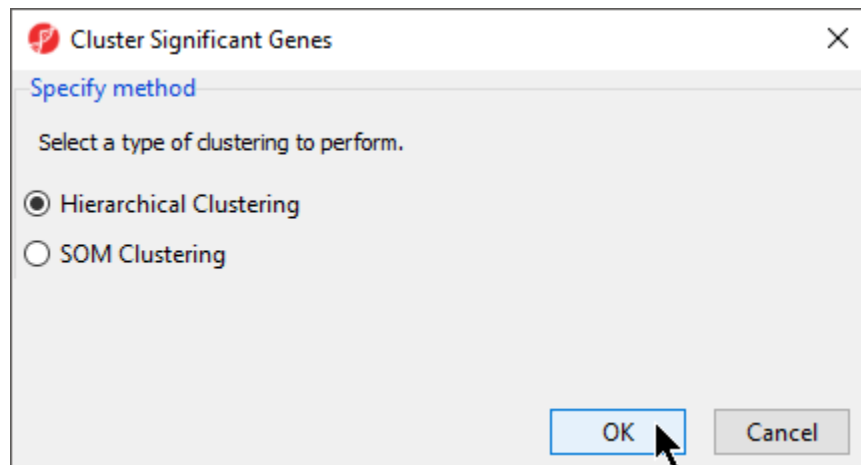 Cluster Significant Genes
Specify method
Select a type of clustering to perform.
Hierarchical Clustering
SOM Clustering
OK Cancel